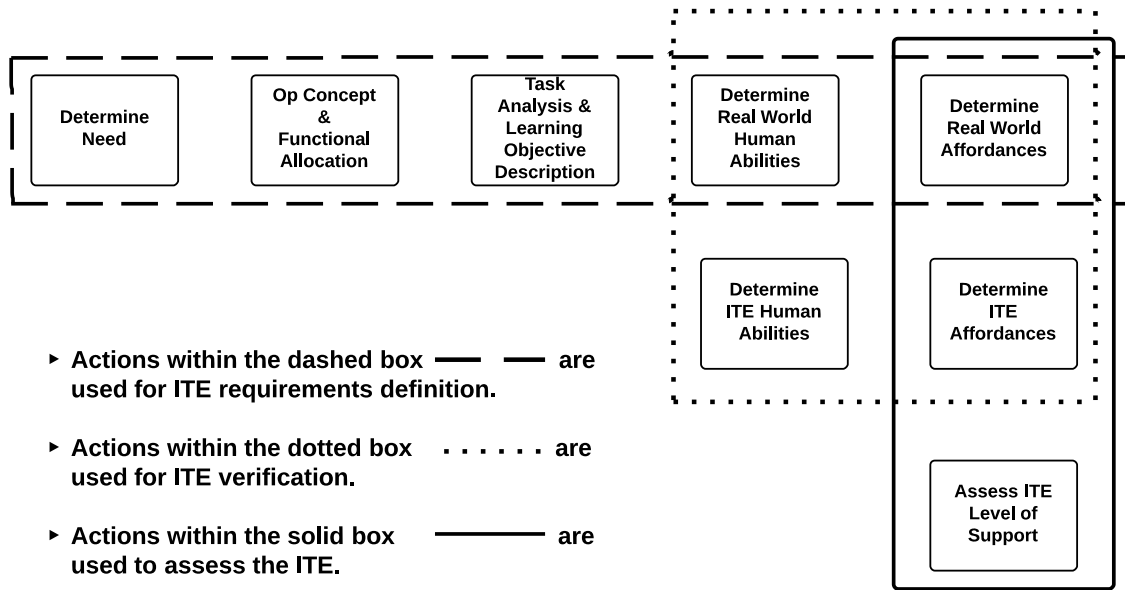 Determine
Need
Op Concept
&
Functional
Allocation
Task
Analysis &
Learning
Objective
Description
Determine
Real World
Human
Abilities
Determine
Real World
Affordances
Determine
ITE Human
Abilities
Determine
ITE
Affordances
Assess ITE
Level of
Support
▸ Actions within the dashed box are
used for ITE requirements definition.
▸ Actions within the dotted box are
used for ITE verification.
▸ Actions within the solid box are
used to assess the ITE.